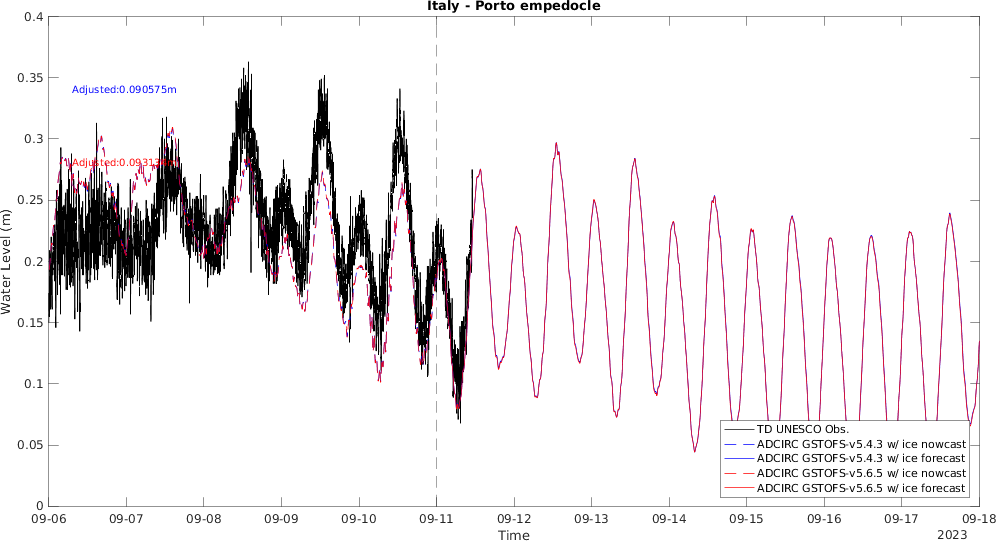 Italy - Porto empedocle
0.4
0.35
0.3
0.25
0.2
0.15
0.1
0.05
0
Water Level (m)
Adjusted:0.090575m
TD UNESCO Obs.
ADCIRC GSTOFS-v5.4.3 w/ ice nowcast
ADCIRC GSTOFS-v5.4.3 w/ ice forecast
ADCIRC GSTOFS-v5.6.5 w/ ice nowcast
ADCIRC GSTOFS-v5.6.5 w/ ice forecast
09-06 09-07 09-08 09-09 09-10 09-11 09-12 09-13 09-14 09-15 09-16 09-17 09-18
Time
2023